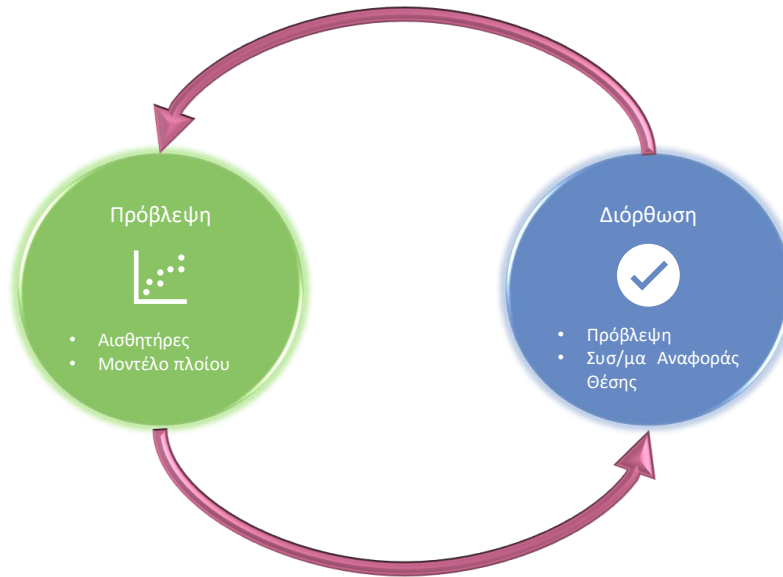 Πρόβλεψη
• Αισθητήρες
• Μοντέλο πλοίου
Διόρθωση
• Πρόβλεψη
• Συσ/μα Αναφοράς
Θέσης